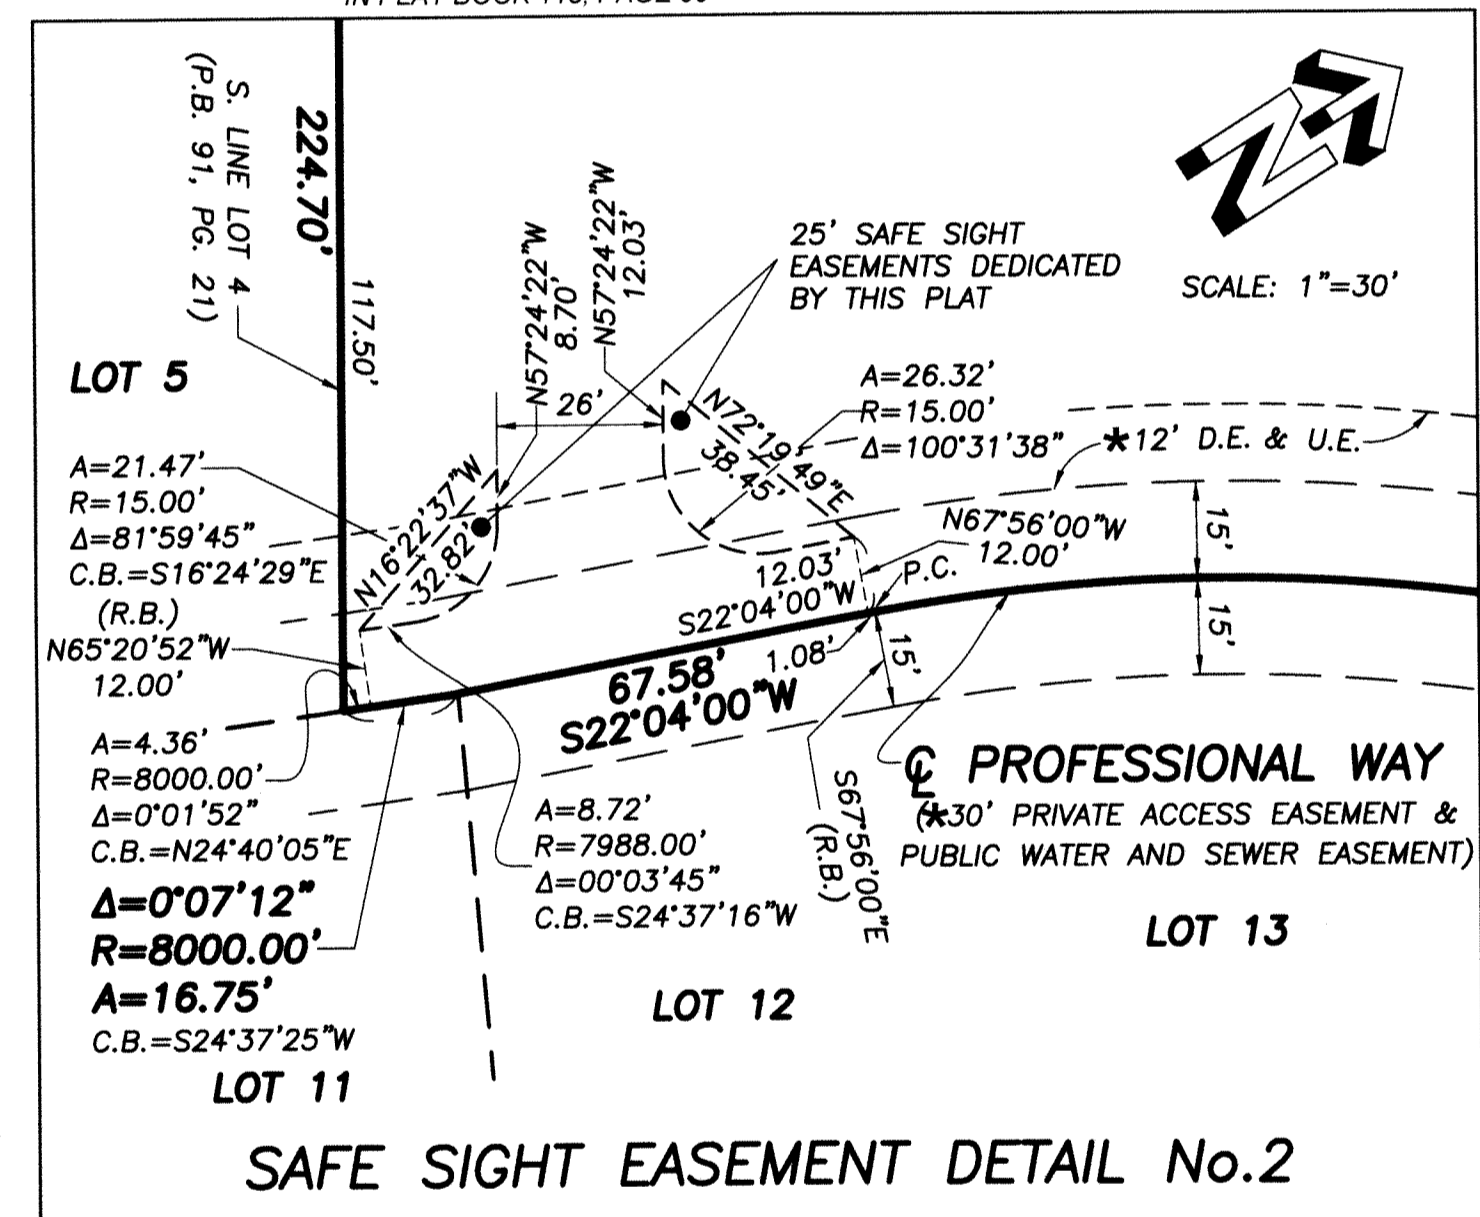 S. LINE LOT 4
(P.B. 91, PG. 21)
224.70'
117.50'
LOT 5
N57°24'22"W
8.70'
N57°24'22"W
12.03'
26'
25' SAFE SIGHT
EASEMENTS DEDICATED
BY THIS PLAT
N
SCALE: 1"=30'
A=26.32'
R=15.00'
Δ=100°31'38"
*12' D.E. & U.E.
A=21.47'
R=15.00'
Δ=81°59'45"
C.B.=S16°24'29"E
(R.B.)
N65°20'52"W
12.00'
N16°22'37"W
32.82'
N72°19'49"E
38.45'
N67°56'00"W
12.00'
P.C.
12.03'
S22°04'00"W
1.08'
15'
15'
15'
67.58'
S22°04'00"W
A=4.36'
R=8000.00'
Δ=0°01'52"
C.B.=N24°40'05"E
Δ=0°07'12"
R=8000.00'
A=16.75'
C.B.=S24°37'25"W
LOT 11
A=8.72'
R=7988.00'
Δ=00°03'45"
C.B.=S24°37'16"W
S67°56'00"E
(R.B.)
℄ PROFESSIONAL WAY
(*30' PRIVATE ACCESS EASEMENT &
PUBLIC WATER AND SEWER EASEMENT)
LOT 13
LOT 12
SAFE SIGHT EASEMENT DETAIL No.2